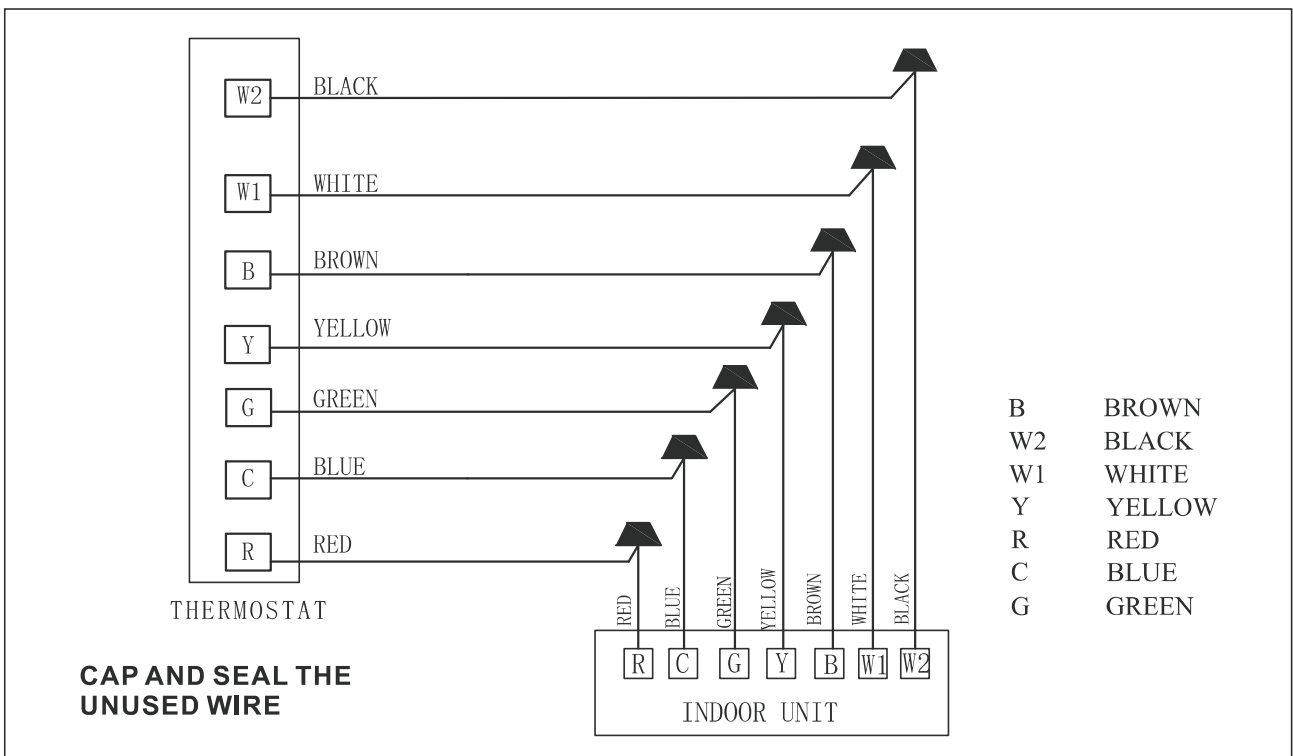 W2 BLACK
W1 WHITE
B BROWN
Y YELLOW
G GREEN
C BLUE
R RED
THERMOSTAT
CAP AND SEAL THE
UNUSED WIRE
RED BLUE GREEN YELLOW BROWN WHITE BLACK
R C G Y B W1 W2
INDOOR UNIT
B BROWN
W2 BLACK
W1 WHITE
Y YELLOW
R RED
C BLUE
G GREEN